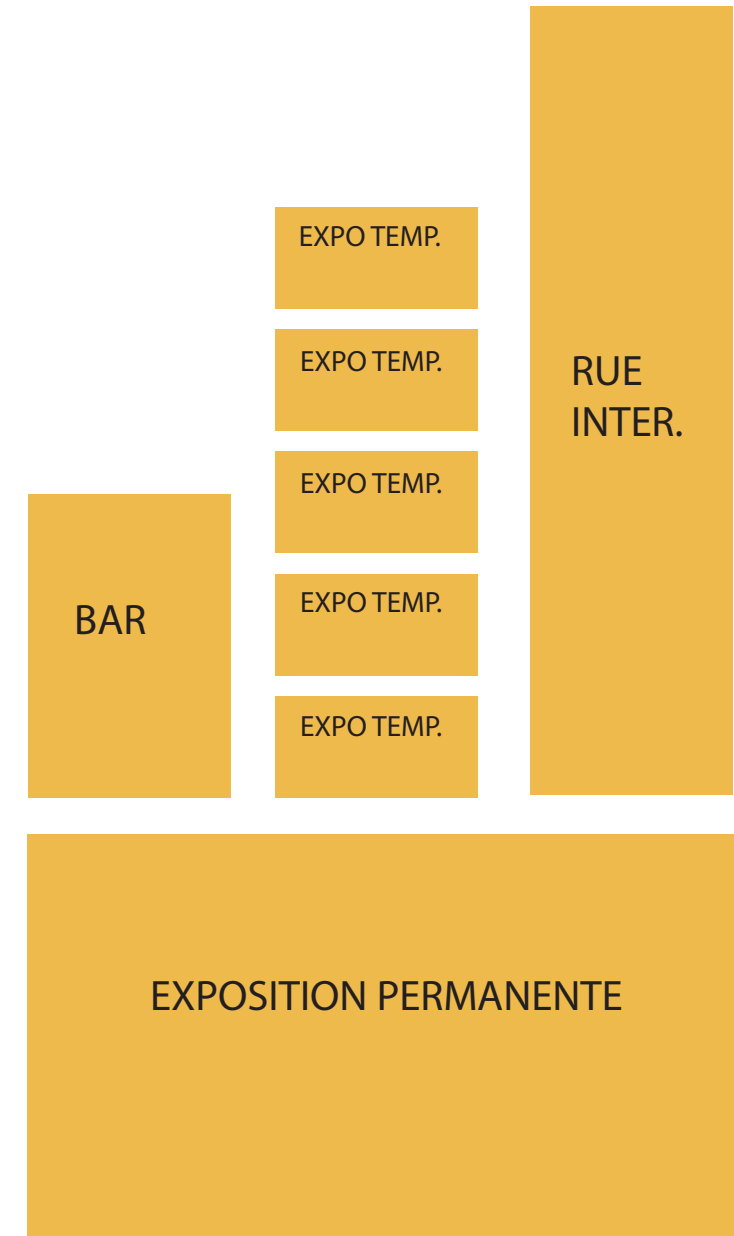 EXPO TEMP.
EXPO TEMP.
EXPO TEMP.
EXPO TEMP.
EXPO TEMP.
RUE
INTER.
BAR
EXPOSITION PERMANENTE